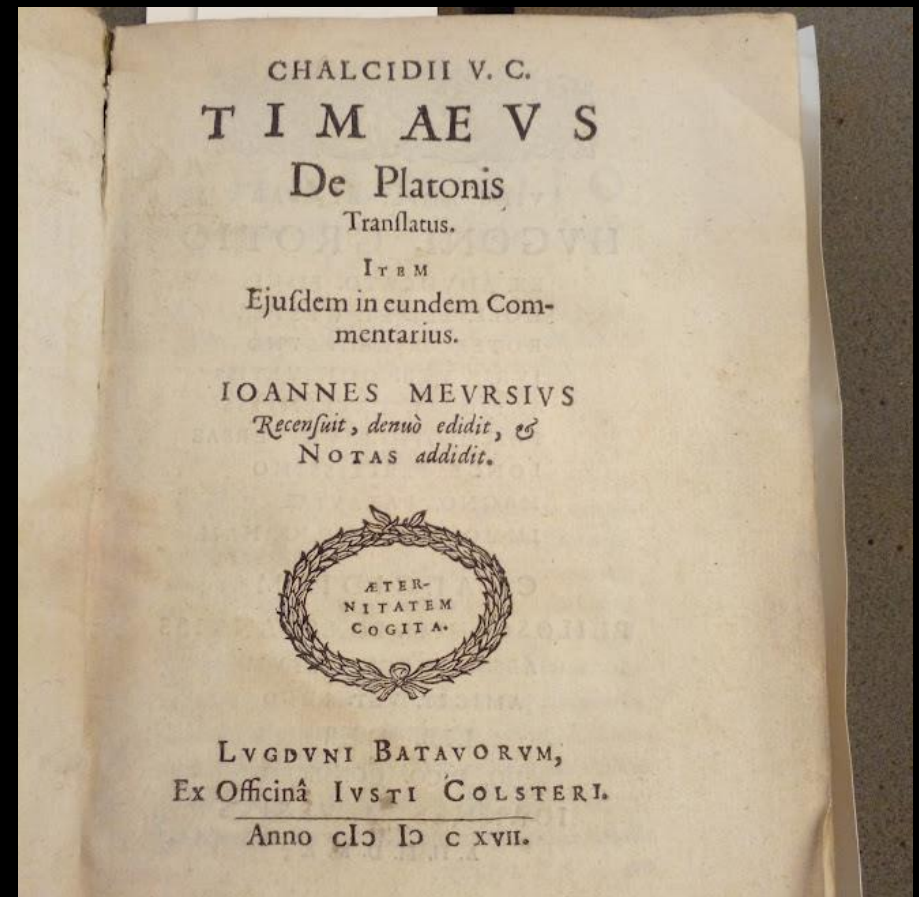 CHALCIDII V. C.
TIMAEVS
De Platonis
Tranſlatus.
ITEM
Ejuſdem in eundem Com-
mentarius.
IOANNES MEVRSIVS
Recenſuit, denuò edidit, &
NOTAS addidit.
ÆTER-
NITATEM
COGITA.
LVGDVNI BATAVORVM,
Ex Officinâ IVSTI COLSTERI.
Anno cIↄ Iↄ c XVII.